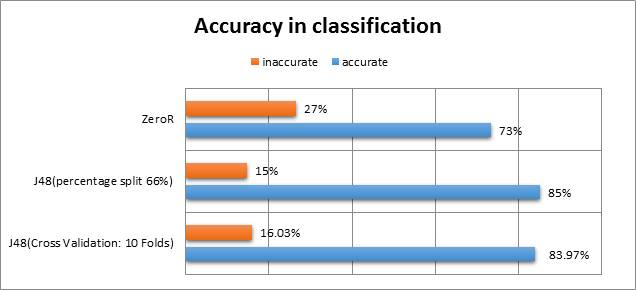 Accuracy in classification
inaccurate accurate
ZeroR
27%
73%
J48(percentage split 66%)
15%
85%
J48(Cross Validation: 10 Folds)
16.03%
83.97%